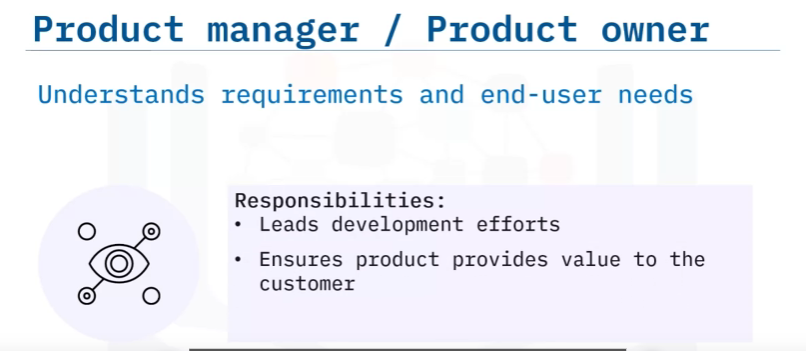 Product manager / Product owner
Understands requirements and end-user needs
Responsibilities:
• Leads development efforts
• Ensures product provides value to the
customer